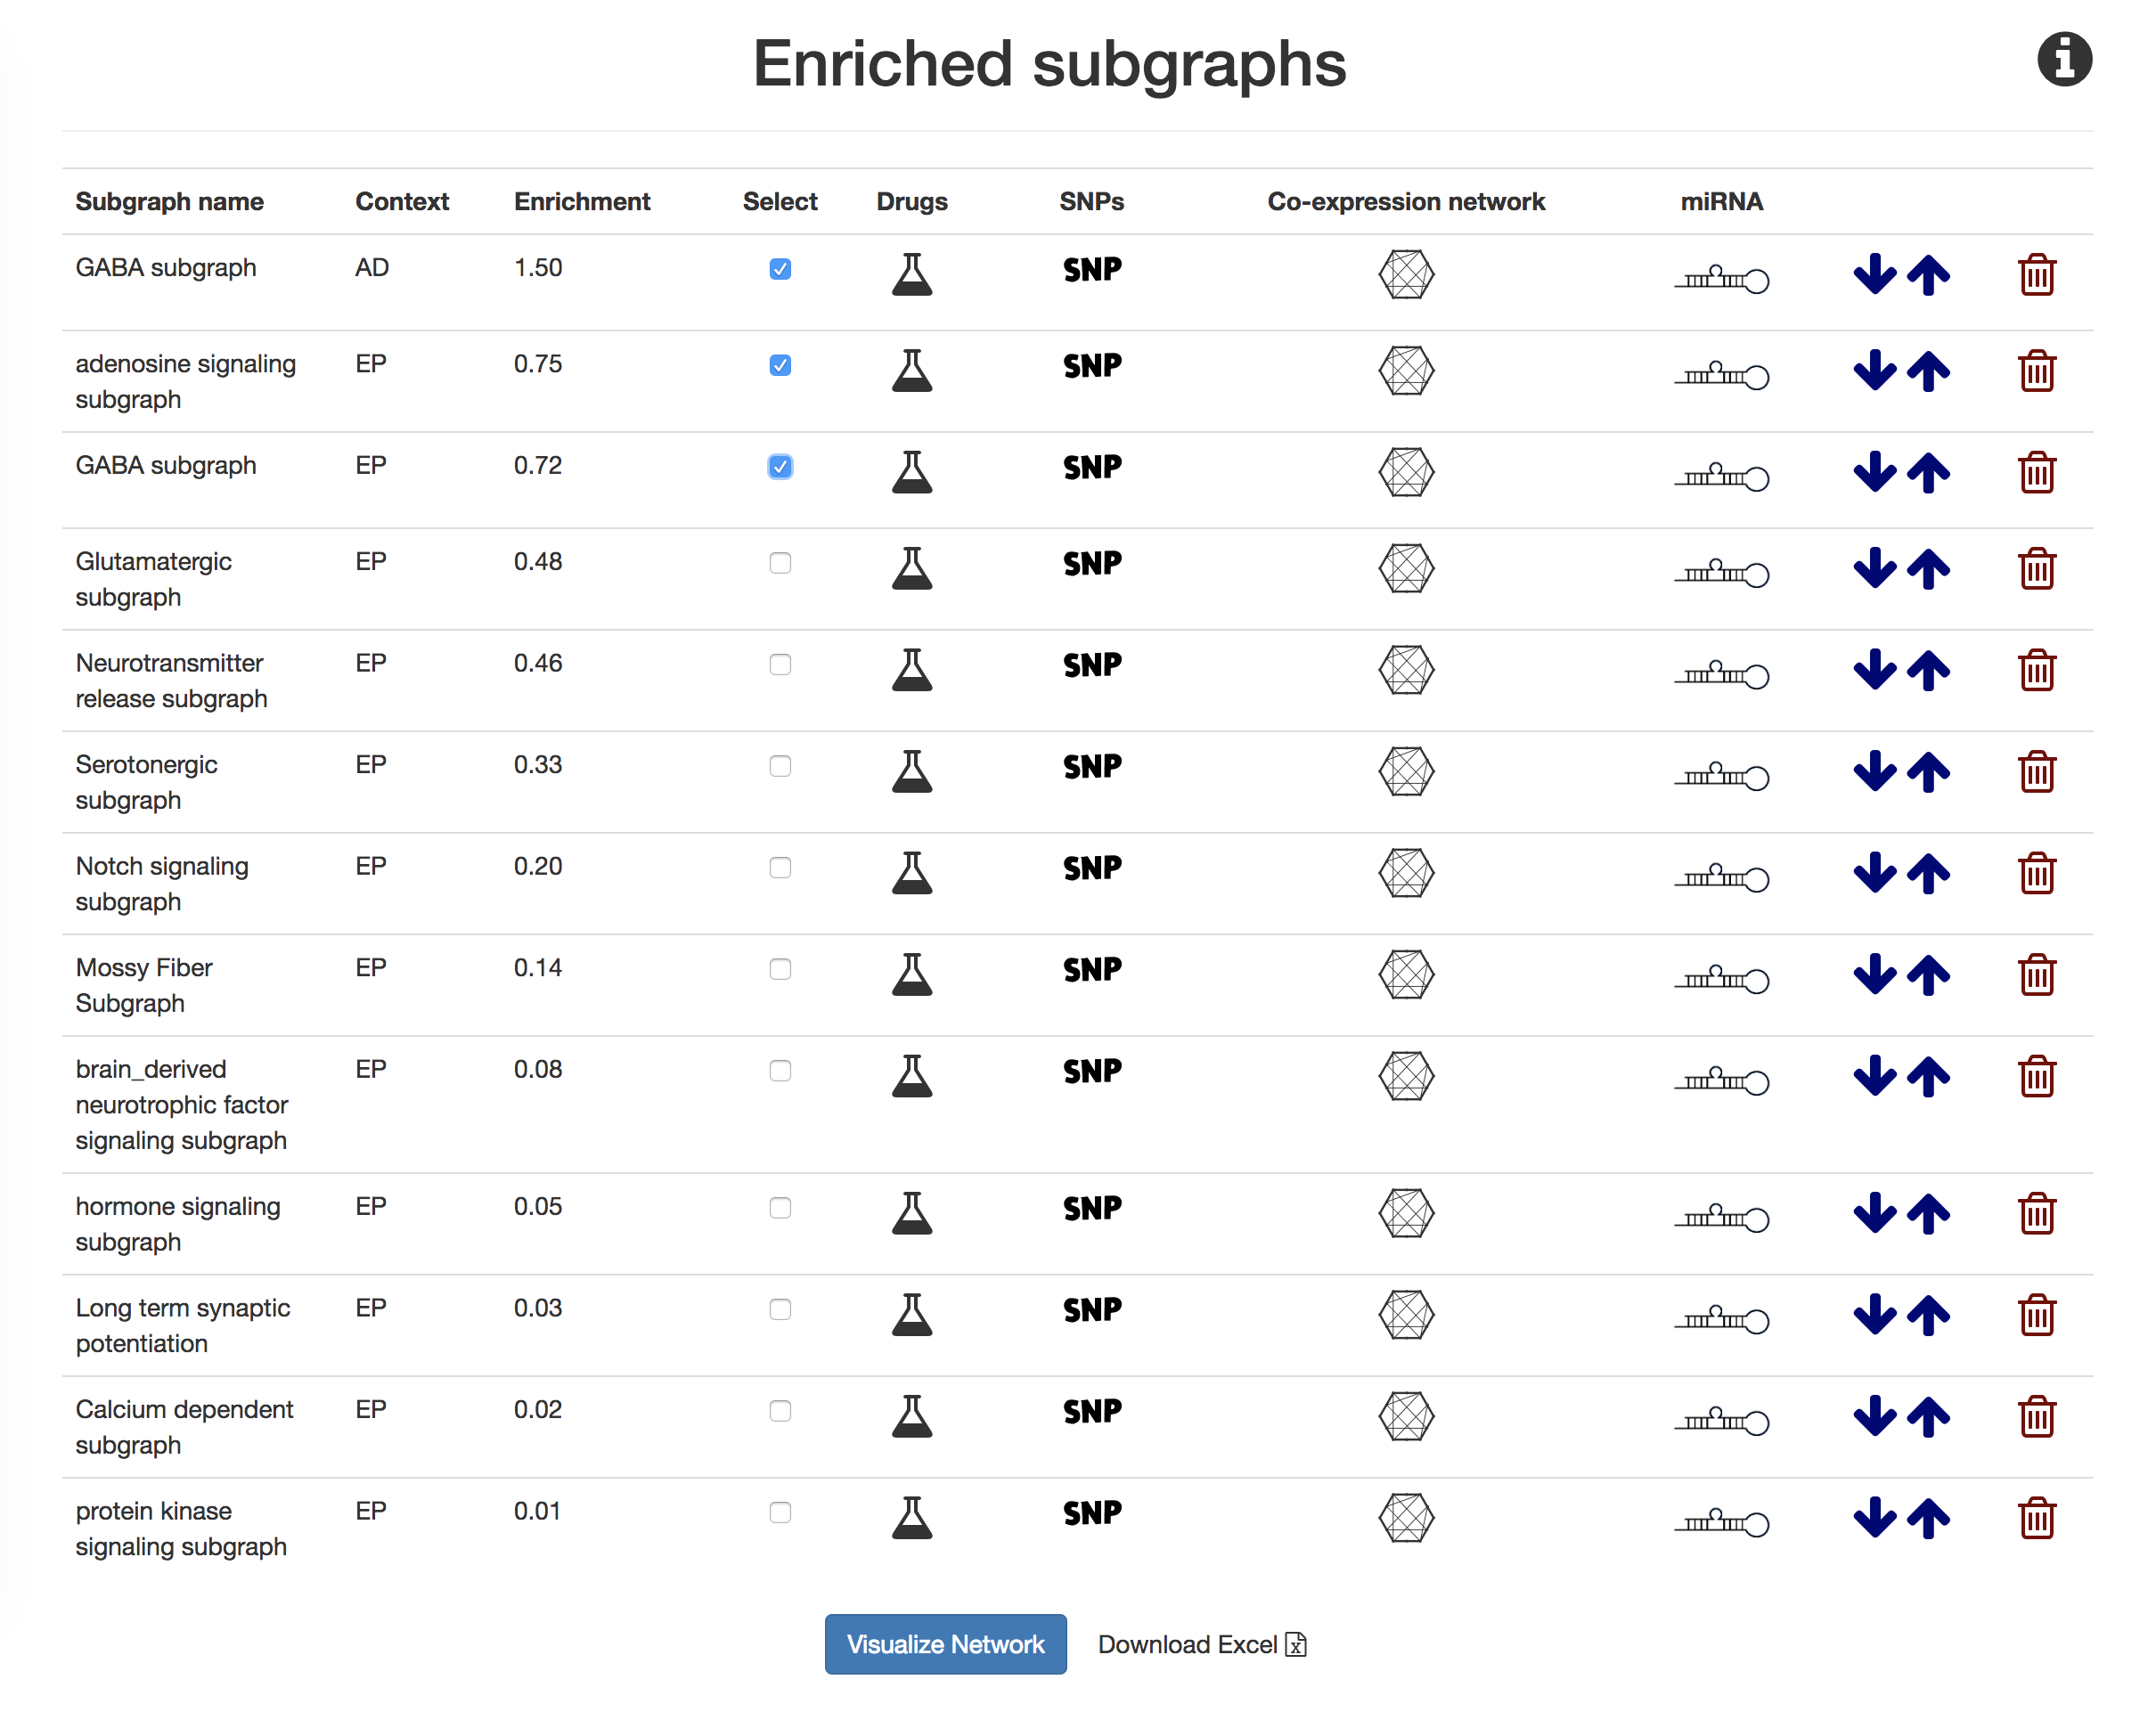 Enriched subgraphs
Subgraph name Context Enrichment Select Drugs SNPs Co-expression network miRNA
GABA subgraph AD 1.50 SNP
adenosine signaling EP 0.75 SNP
subgraph
GABA subgraph EP 0.72 SNP
Glutamatergic EP 0.48 SNP
subgraph
Neurotransmitter EP 0.46 SNP
release subgraph
Serotonergic EP 0.33 SNP
subgraph
Notch signaling EP 0.20 SNP
subgraph
Mossy Fiber EP 0.14 SNP
Subgraph
brain_derived EP 0.08 SNP
neurotrophic factor
signaling subgraph
hormone signaling EP 0.05 SNP
subgraph
Long term synaptic EP 0.03 SNP
potentiation
Calcium dependent EP 0.02 SNP
subgraph
protein kinase EP 0.01 SNP
signaling subgraph
Visualize Network Download Excel